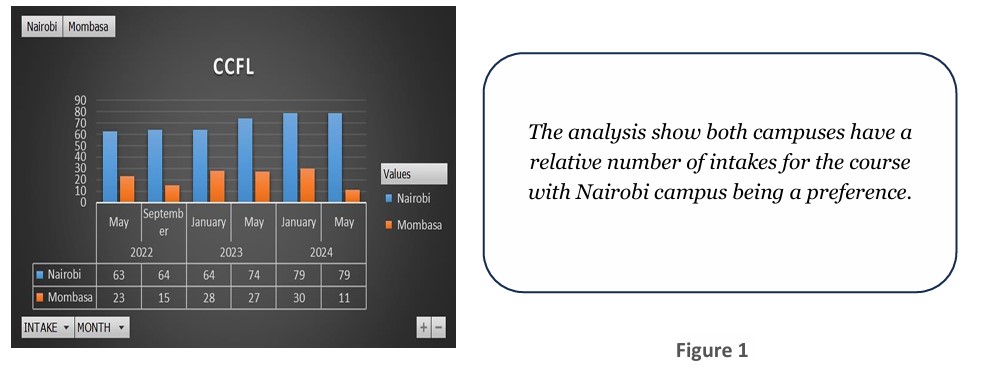 Nairobi Mombasa
CCFL
90
80
70
60
50
40
30
20
10
0
May Septemb er January May January May
2022 2023 2024
Nairobi 63 64 64 74 79 79
Mombasa 23 15 28 27 30 11
Values
Nairobi
Mombasa
INTAKE MONTH + −
The analysis show both campuses have a
relative number of intakes for the course
with Nairobi campus being a preference.
Figure 1